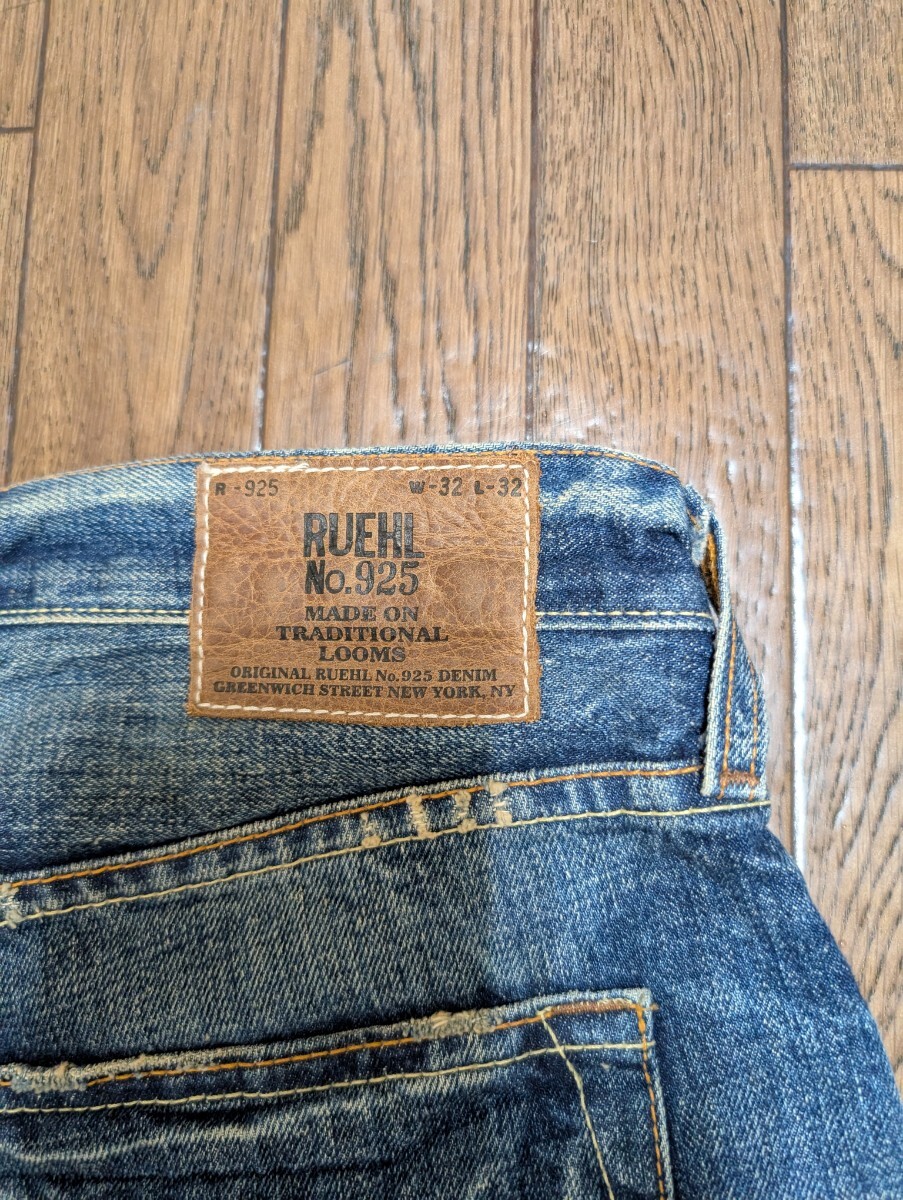 R-925 W-32 L-32
RUEHL
No.925
MADE ON
TRADITIONAL
LOOMS
ORIGINAL RUEHL No.925 DENIM
GREENWICH STREET NEW YORK, NY